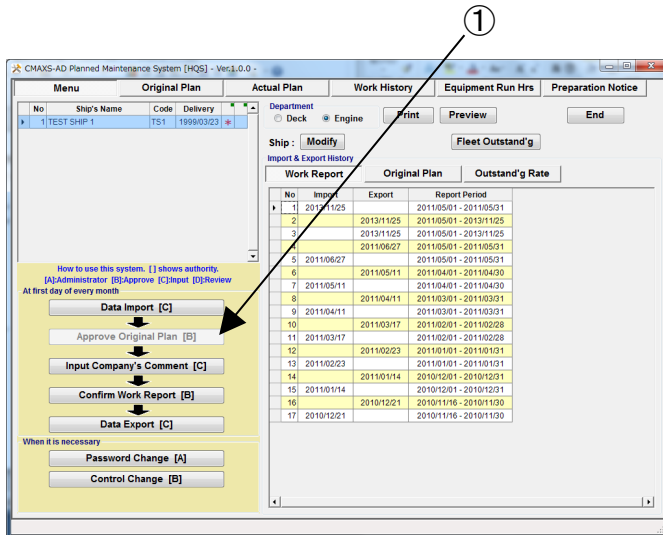 ①
CMAXS-AD Planned Maintenance System [HQS] - Ver.1.0.0 -
Menu Original Plan Actual Plan Work History Equipment Run Hrs Preparation Notice
No Ship's Name Code Delivery
1 TEST SHIP 1 TS1 1999/03/23 *
Department
Deck Engine Print Preview End
Ship : Modify Fleet Outstand'g
Import & Export History
Work Report Original Plan Outstand'g Rate
No Import Export Report Period
1 2013/11/25 2011/05/01 - 2011/05/31
2 2013/11/25 2011/05/01 - 2013/11/25
3 2013/11/25 2011/05/01 - 2013/11/25
4 2011/06/27 2011/05/01 - 2011/05/31
5 2011/06/27 2011/05/01 - 2011/05/31
6 2011/05/11 2011/04/01 - 2011/04/30
7 2011/05/11 2011/04/01 - 2011/04/30
8 2011/04/11 2011/03/01 - 2011/03/31
9 2011/04/11 2011/03/01 - 2011/03/31
10 2011/03/17 2011/02/01 - 2011/02/28
11 2011/03/17 2011/02/01 - 2011/02/28
12 2011/02/23 2011/01/01 - 2011/01/31
13 2011/02/23 2011/01/01 - 2011/01/31
14 2011/01/14 2010/12/01 - 2010/12/31
15 2011/01/14 2010/12/01 - 2010/12/31
16 2010/12/21 2010/11/16 - 2010/11/30
17 2010/12/21 2010/11/16 - 2010/11/30
How to use this system. [ ] shows authority.
[A]:Administrator [B]:Approve [C]:Input [D]:Review
At first day of every month
Data Import [C]
Approve Original Plan [B]
Input Company's Comment [C]
Confirm Work Report [B]
Data Export [C]
When it is necessary
Password Change [A]
Control Change [B]